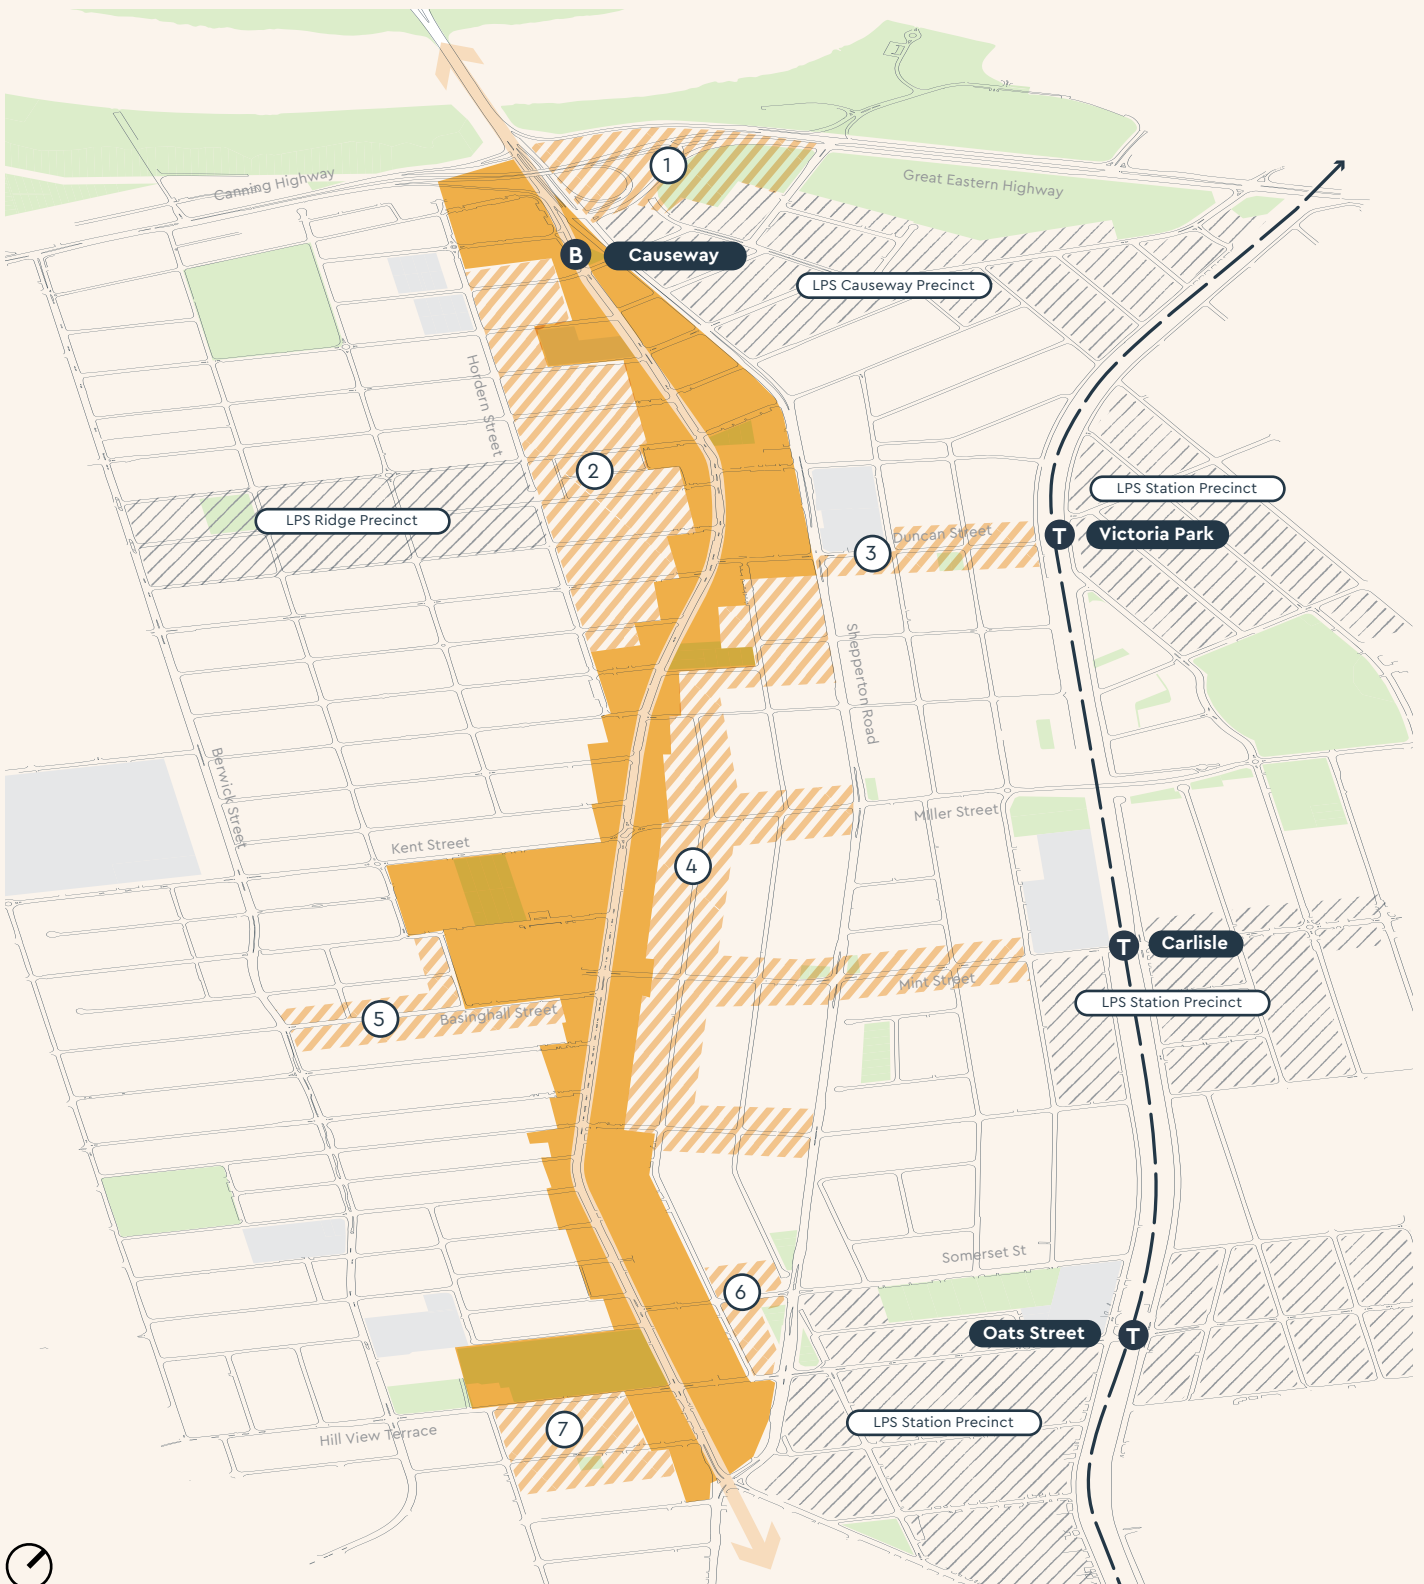 1
Canning Highway
Great Eastern Highway
B
Causeway
LPS Causeway Precinct
Hordern Street
2
LPS Station Precinct
LPS Ridge Precinct
Duncan Street
T
Victoria Park
3
Shepperton Road
Berwick Street
Miller Street
Kent Street
4
T
Carlisle
Mint Street
LPS Station Precinct
5
Basinghall Street
Somerset St
6
Oats Street
T
LPS Station Precinct
7
Hill View Terrace